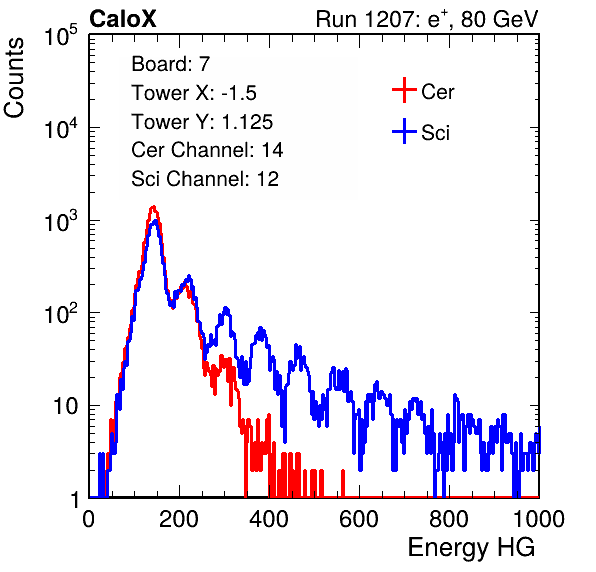 CaloX Run 1207: e⁺, 80 GeV
Counts
10⁵
10⁴
10³
10²
10
1
Board: 7
Tower X: -1.5
Tower Y: 1.125
Cer Channel: 14
Sci Channel: 12
Cer
Sci
0 200 400 600 800 1000
Energy HG